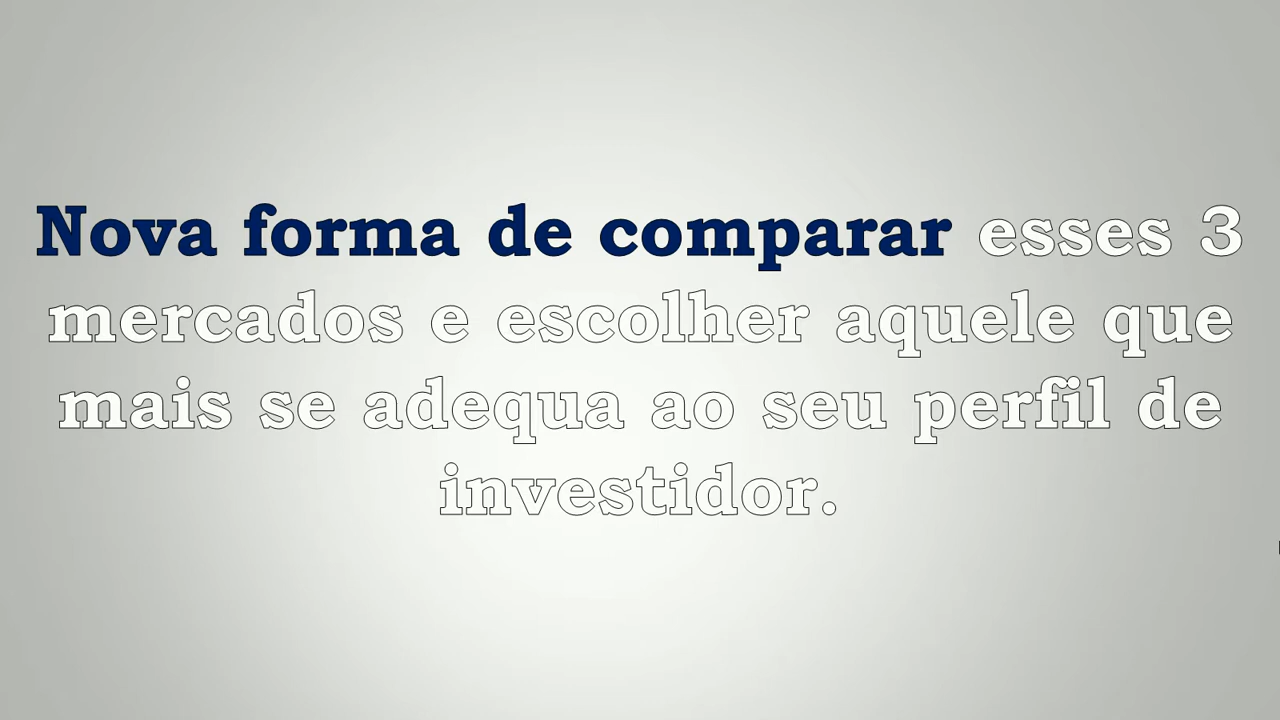 Nova forma de comparar esses 3
mercados e escolher aquele que
mais se adequa ao seu perfil de
investidor.